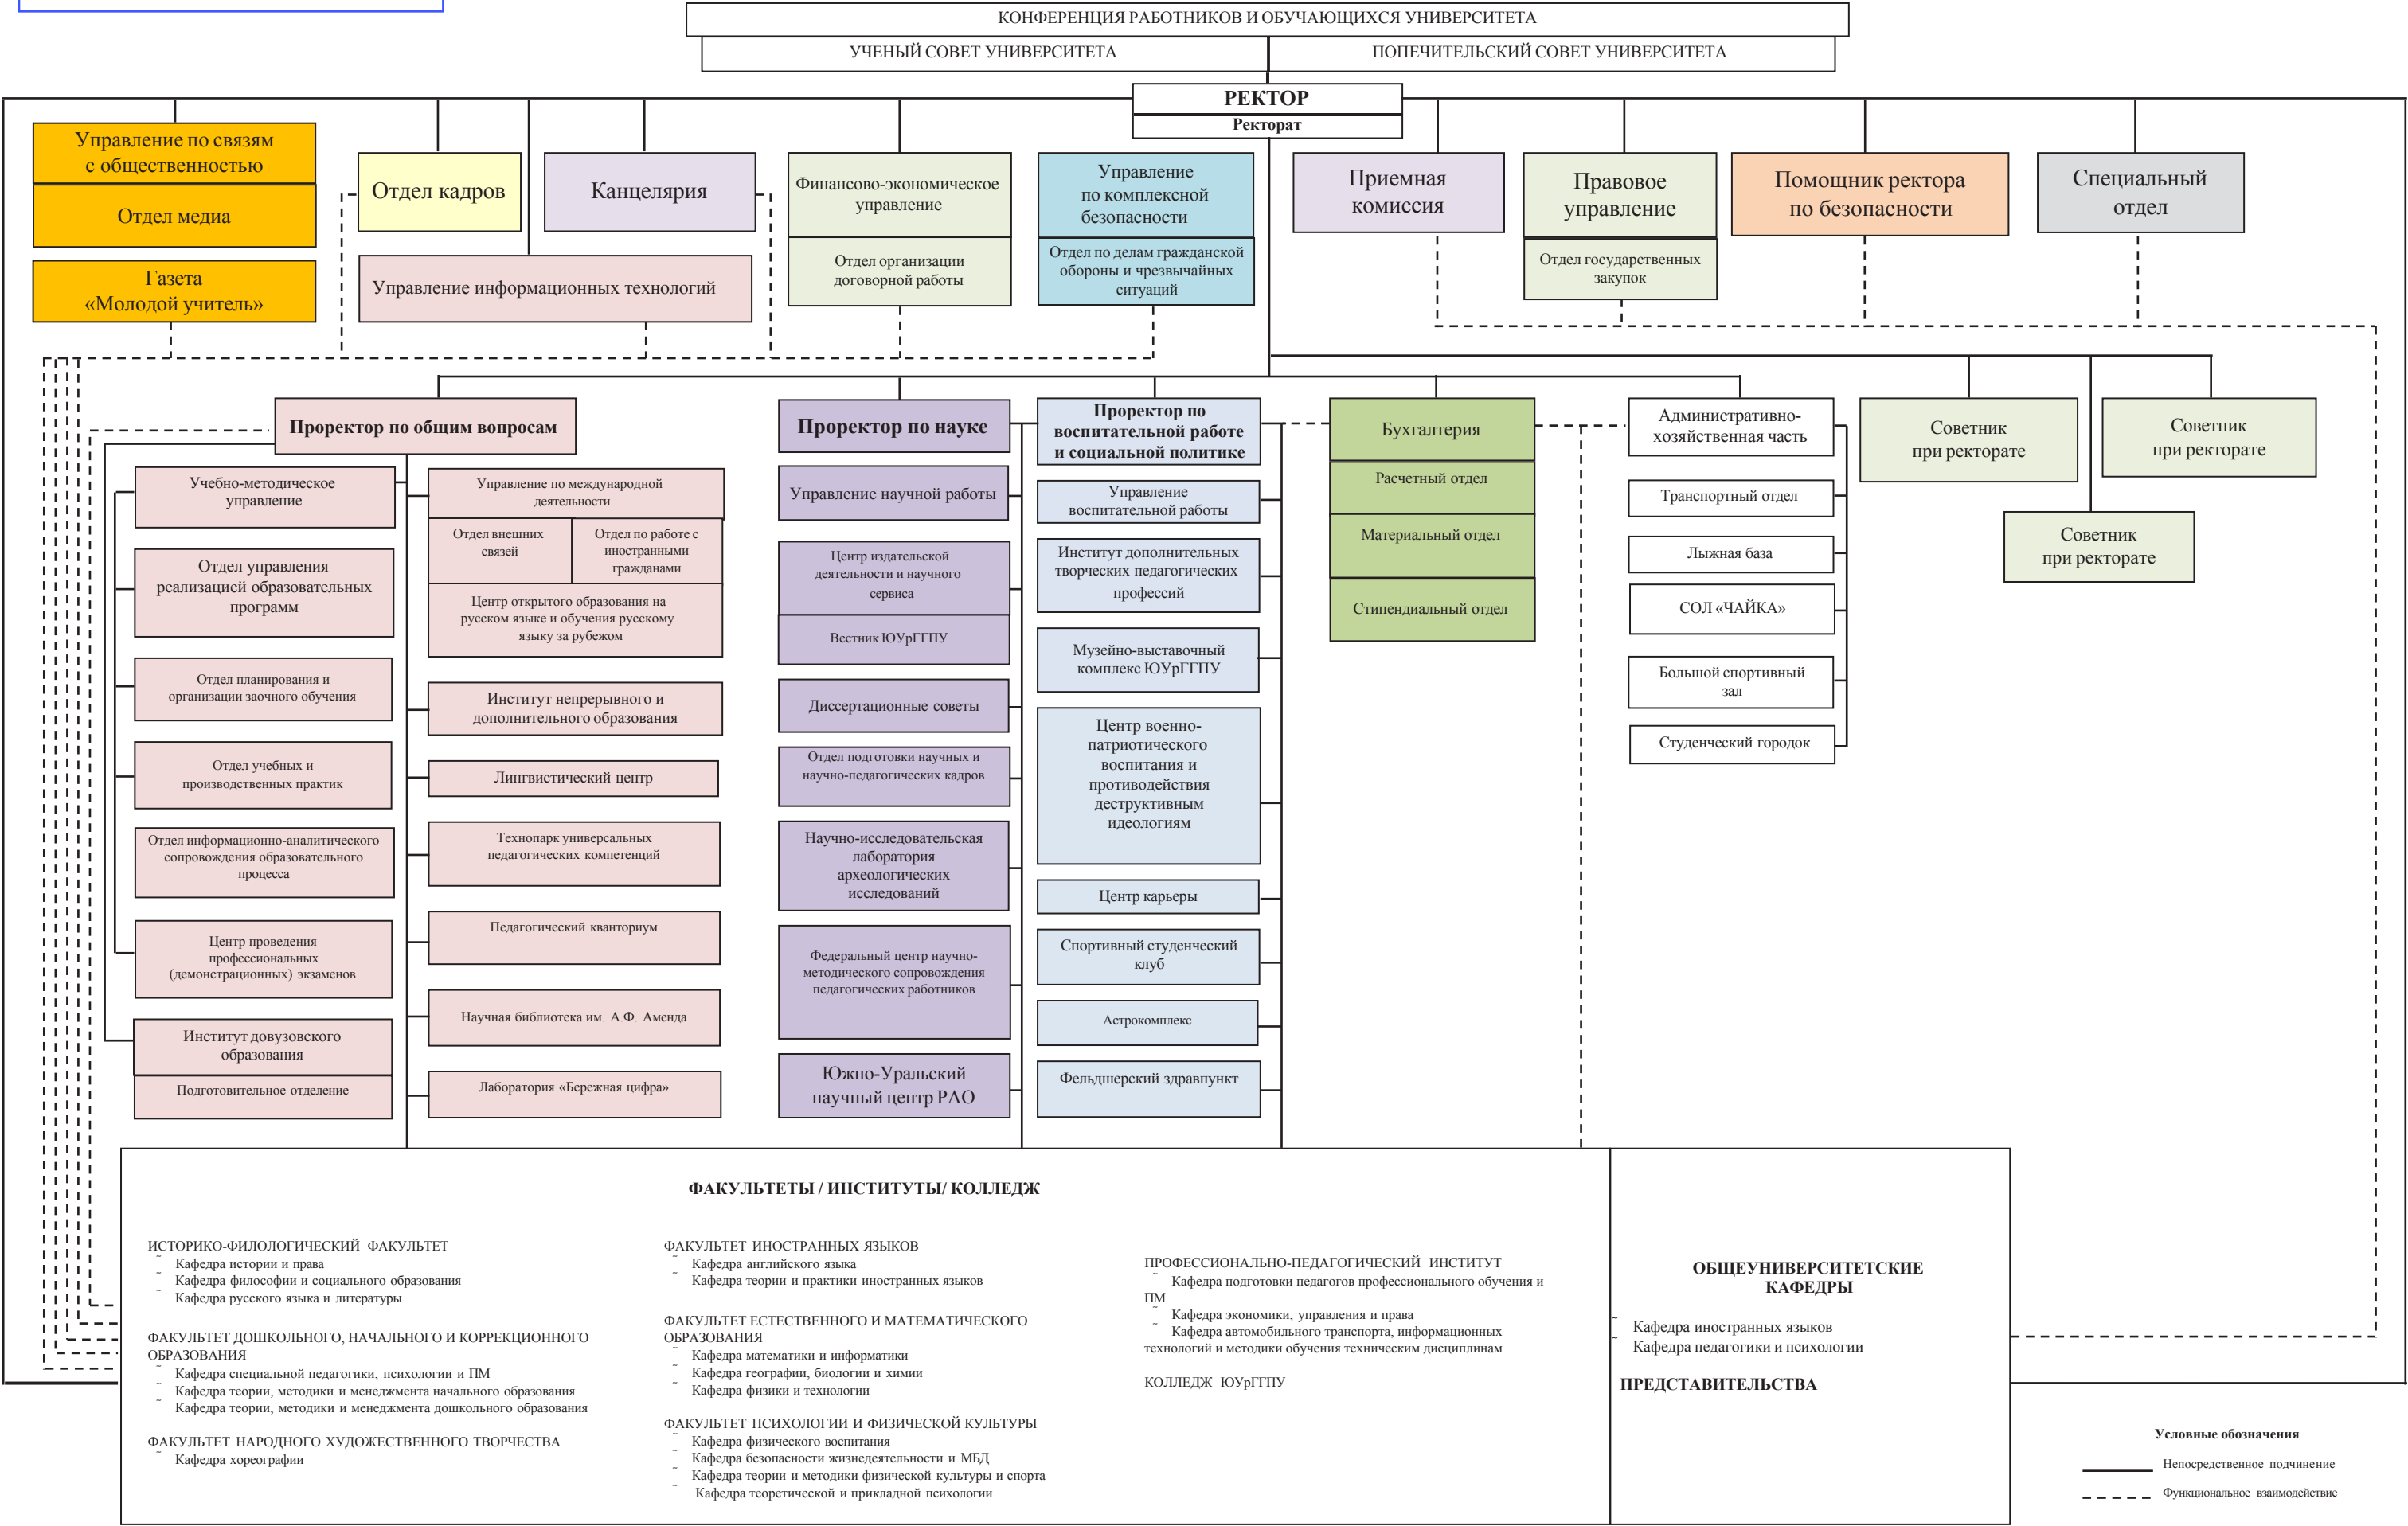 КОНФЕРЕНЦИЯ РАБОТНИКОВ И ОБУЧАЮЩИХСЯ УНИВЕРСИТЕТА
УЧЕНЫЙ СОВЕТ УНИВЕРСИТЕТА
ПОПЕЧИТЕЛЬСКИЙ СОВЕТ УНИВЕРСИТЕТА
РЕКТОР
Ректорат
Управление по связям
с общественностью
Отдел медиа
Газета
«Молодой учитель»
Отдел кадров
Канцелярия
Управление информационных технологий
Финансово-экономическое
управление
Отдел организации
договорной работы
Управление
по комплексной
безопасности
Отдел по делам гражданской
обороны и чрезвычайных
ситуаций
Приемная
комиссия
Правовое
управление
Отдел государственных
закупок
Помощник ректора
по безопасности
Специальный
отдел
Проректор по общим вопросам
Учебно-методическое
управление
Отдел управления
реализацией образовательных
программ
Отдел планирования и
организации заочного обучения
Отдел учебных и
производственных практик
Отдел информационно-аналитического
сопровождения образовательного
процесса
Центр проведения
профессиональных
(демонстрационных) экзаменов
Институт довузовского
образования
Подготовительное отделение
Управление по международной
деятельности
Отдел внешних
связей
Отдел по работе с
иностранными
гражданами
Центр открытого образования на
русском языке и обучения русскому
языку за рубежом
Институт непрерывного и
дополнительного образования
Лингвистический центр
Технопарк универсальных
педагогических компетенций
Педагогический кванториум
Научная библиотека им. А.Ф. Аменда
Лаборатория «Бережная цифра»
Проректор по науке
Управление научной работы
Центр издательской
деятельности и научного
сервиса
Вестник ЮУрГГПУ
Диссертационные советы
Отдел подготовки научных и
научно-педагогических кадров
Научно-исследовательская
лаборатория
археологических
исследований
Федеральный центр научно-
методического сопровождения
педагогических работников
Южно-Уральский
научный центр РАО
Проректор по
воспитательной работе
и социальной политике
Управление
воспитательной работы
Институт дополнительных
творческих педагогических
профессий
Музейно-выставочный
комплекс ЮУрГГПУ
Центр военно-
патриотического
воспитания и
противодействия
деструктивным
идеологиям
Центр карьеры
Спортивный студенческий
клуб
Астрокомплекс
Фельдшерский здравпункт
Бухгалтерия
Расчетный отдел
Материальный отдел
Стипендиальный отдел
Административно-
хозяйственная часть
Транспортный отдел
Лыжная база
СОЛ «ЧАЙКА»
Большой спортивный
зал
Студенческий городок
Советник
при ректорате
Советник
при ректорате
Советник
при ректорате
ФАКУЛЬТЕТЫ / ИНСТИТУТЫ/ КОЛЛЕДЖ
ИСТОРИКО-ФИЛОЛОГИЧЕСКИЙ ФАКУЛЬТЕТ
~ Кафедра истории и права
~ Кафедра философии и социального образования
~ Кафедра русского языка и литературы
ФАКУЛЬТЕТ ДОШКОЛЬНОГО, НАЧАЛЬНОГО И КОРРЕКЦИОННОГО
ОБРАЗОВАНИЯ
~ Кафедра специальной педагогики, психологии и ПМ
~ Кафедра теории, методики и менеджмента начального образования
~ Кафедра теории, методики и менеджмента дошкольного образования
ФАКУЛЬТЕТ НАРОДНОГО ХУДОЖЕСТВЕННОГО ТВОРЧЕСТВА
~ Кафедра хореографии
ФАКУЛЬТЕТ ИНОСТРАННЫХ ЯЗЫКОВ
~ Кафедра английского языка
~ Кафедра теории и практики иностранных языков
ФАКУЛЬТЕТ ЕСТЕСТВЕННОГО И МАТЕМАТИЧЕСКОГО
ОБРАЗОВАНИЯ
~ Кафедра математики и информатики
~ Кафедра географии, биологии и химии
~ Кафедра физики и технологии
ФАКУЛЬТЕТ ПСИХОЛОГИИ И ФИЗИЧЕСКОЙ КУЛЬТУРЫ
~ Кафедра физического воспитания
~ Кафедра безопасности жизнедеятельности и МБД
~ Кафедра теории и методики физической культуры и спорта
~ Кафедра теоретической и прикладной психологии
ПРОФЕССИОНАЛЬНО-ПЕДАГОГИЧЕСКИЙ ИНСТИТУТ
~ Кафедра подготовки педагогов профессионального обучения и
ПМ
~ Кафедра экономики, управления и права
~ Кафедра автомобильного транспорта, информационных
технологий и методики обучения техническим дисциплинам
КОЛЛЕДЖ ЮУрГГПУ
ОБЩЕУНИВЕРСИТЕТСКИЕ
КАФЕДРЫ
~ Кафедра иностранных языков
~ Кафедра педагогики и психологии
ПРЕДСТАВИТЕЛЬСТВА
Условные обозначения
Непосредственное подчинение
Функциональное взаимодействие